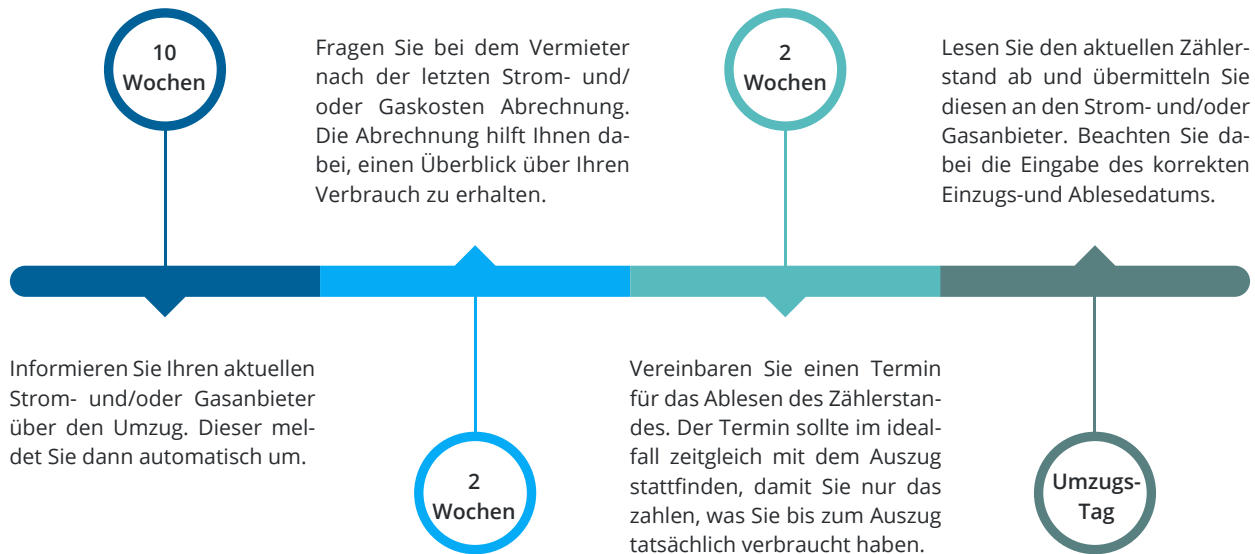 10
Wochen
Informieren Sie Ihren aktuellen
Strom- und/oder Gasanbieter
über den Umzug. Dieser mel-
det Sie dann automatisch um.
Fragen Sie bei dem Vermieter
nach der letzten Strom- und/
oder Gaskosten Abrechnung.
Die Abrechnung hilft Ihnen da-
bei, einen Überblick über Ihren
Verbrauch zu erhalten.
2
Wochen
2
Wochen
Vereinbaren Sie einen Termin
für das Ablesen des Zählerstan-
des. Der Termin sollte im ideal-
fall zeitgleich mit dem Auszug
stattfinden, damit Sie nur das
zahlen, was Sie bis zum Auszug
tatsächlich verbraucht haben.
Lesen Sie den aktuellen Zähler-
stand ab und übermitteln Sie
diesen an den Strom- und/oder
Gasanbieter. Beachten Sie da-
bei die Eingabe des korrekten
Einzugs-und Ablesedatums.
Umzugs-
Tag